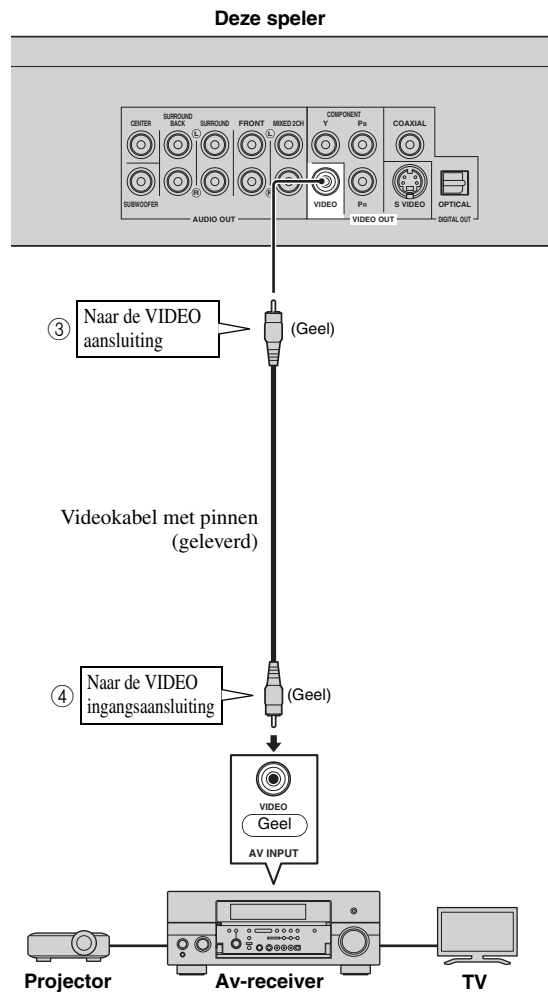 Deze speler
CENTER
SURROUND BACK
SURROUND
FRONT
MIXED 2CH
COMPONENT
Y
PB
COAXIAL
L
L
R
R
SUBWOOFER
AUDIO OUT
VIDEO
PR
VIDEO OUT
S VIDEO
OPTICAL
DIGITAL OUT
③ Naar de VIDEO
aansluiting
(Geel)
Videokabel met pinnen
(geleverd)
④ Naar de VIDEO
ingangsaansluiting
(Geel)
VIDEO
Geel
AV INPUT
Projector
Av-receiver
TV